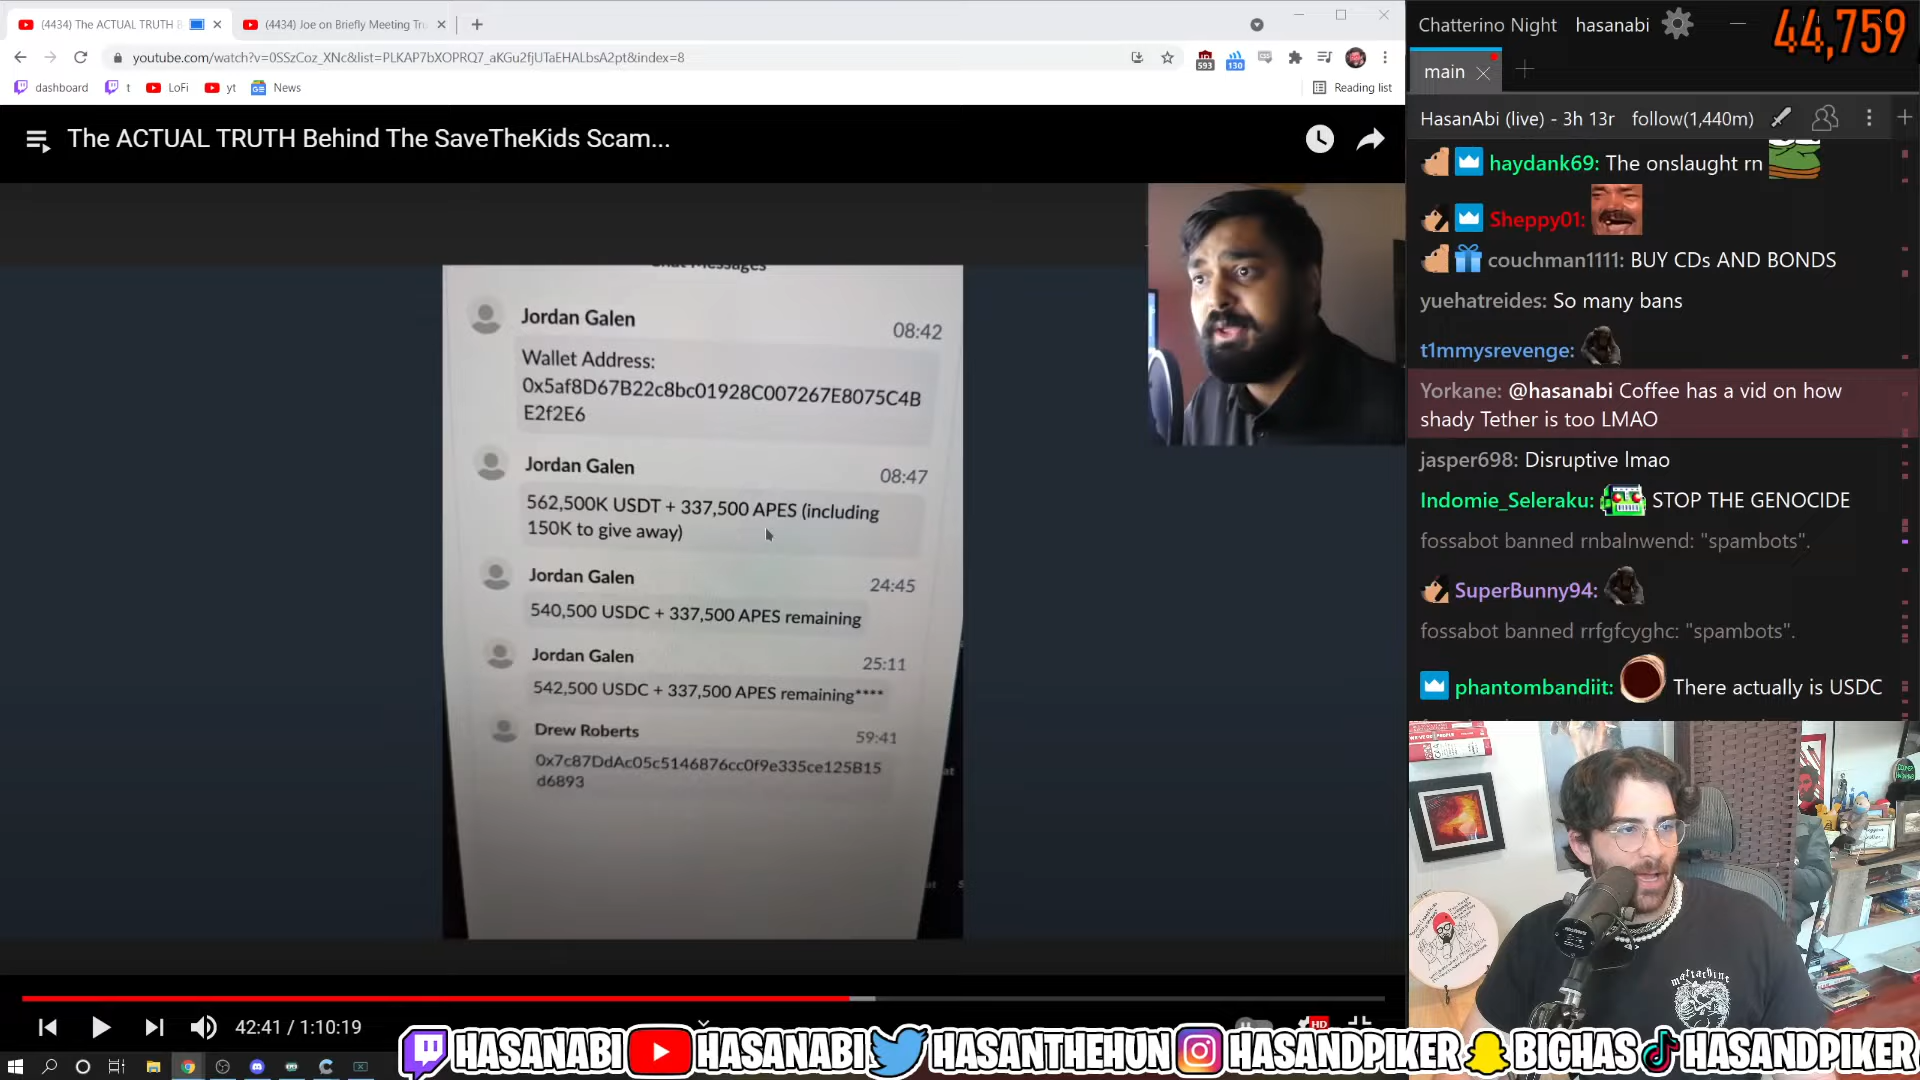 (4434) The ACTUAL TRUTH B
(4434) Joe on Briefly Meeting Tru
youtube.com/watch?v=0SSzCoz_XNc&list=PLKAP7bXOPRQ7_aKGu2fjUTaEHALbsA2pt&index=8
593
130
dashboard
t
LoFi
yt
News
Reading list
The ACTUAL TRUTH Behind The SaveTheKids Scam...
Chat Messages
Jordan Galen
08:42
Wallet Address:
0x5af8D67B22c8bc01928C007267E8075C4B
E2f2E6
Jordan Galen
08:47
562,500K USDT + 337,500 APES (including
150K to give away)
Jordan Galen
24:45
540,500 USDC + 337,500 APES remaining
Jordan Galen
25:11
542,500 USDC + 337,500 APES remaining****
Drew Roberts
59:41
0x7c87DdAc05c5146876cc0f9e335ce125B15
d6893
42:41 / 1:10:19
HD
Chatterino Night
hasanabi
44,759
main
HasanAbi (live) - 3h 13r
follow(1,440m)
haydank69: The onslaught rn
Sheppy01:
couchman1111: BUY CDs AND BONDS
yuehatreides: So many bans
t1mmysrevenge:
Yorkane: @hasanabi Coffee has a vid on how
shady Tether is too LMAO
jasper698: Disruptive lmao
Indomie_Seleraku: STOP THE GENOCIDE
fossabot banned rnbalnwend: "spambots".
SuperBunny94:
fossabot banned rrfgfcyghc: "spambots".
phantombandiit: There actually is USDC
HASANABI
HASANABI
HASANTHEHUN
HASANDPIKER
BIGHAS
HASANDPIKER